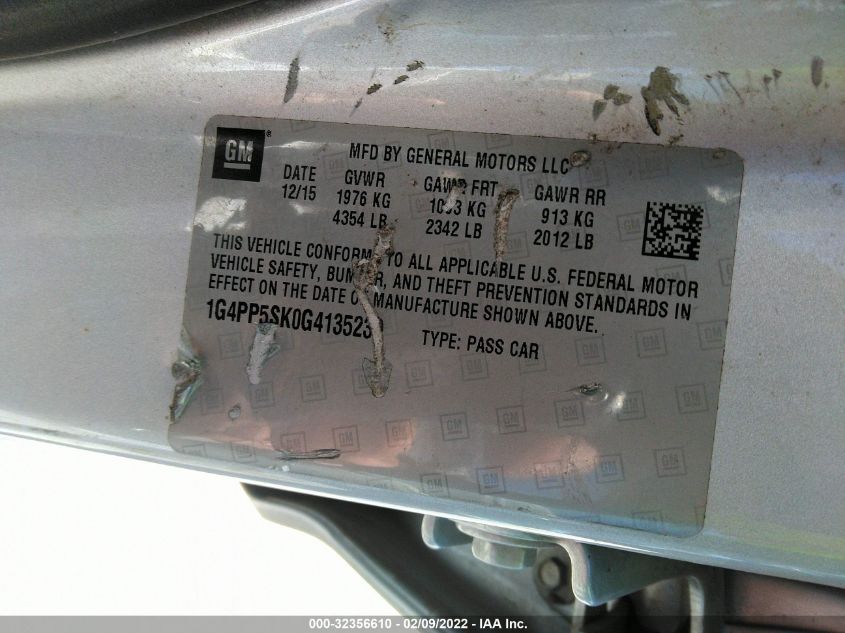 GM®
MFD BY GENERAL MOTORS LLC
DATE GVWR GAWR FRT GAWR RR
12/15 1976 KG KG 913 KG
4354 LB 2342 LB 2012 LB
THIS VEHICLE CONFORMS TO ALL APPLICABLE U.S. FEDERAL MOTOR
VEHICLE SAFETY, BUMPER, AND THEFT PREVENTION STANDARDS IN
EFFECT ON THE DATE OF MANUFACTURE SHOWN ABOVE.
1G4PP5SK0G413523
TYPE: PASS CAR
000-32356610 - 02/09/2022 - IAA Inc.